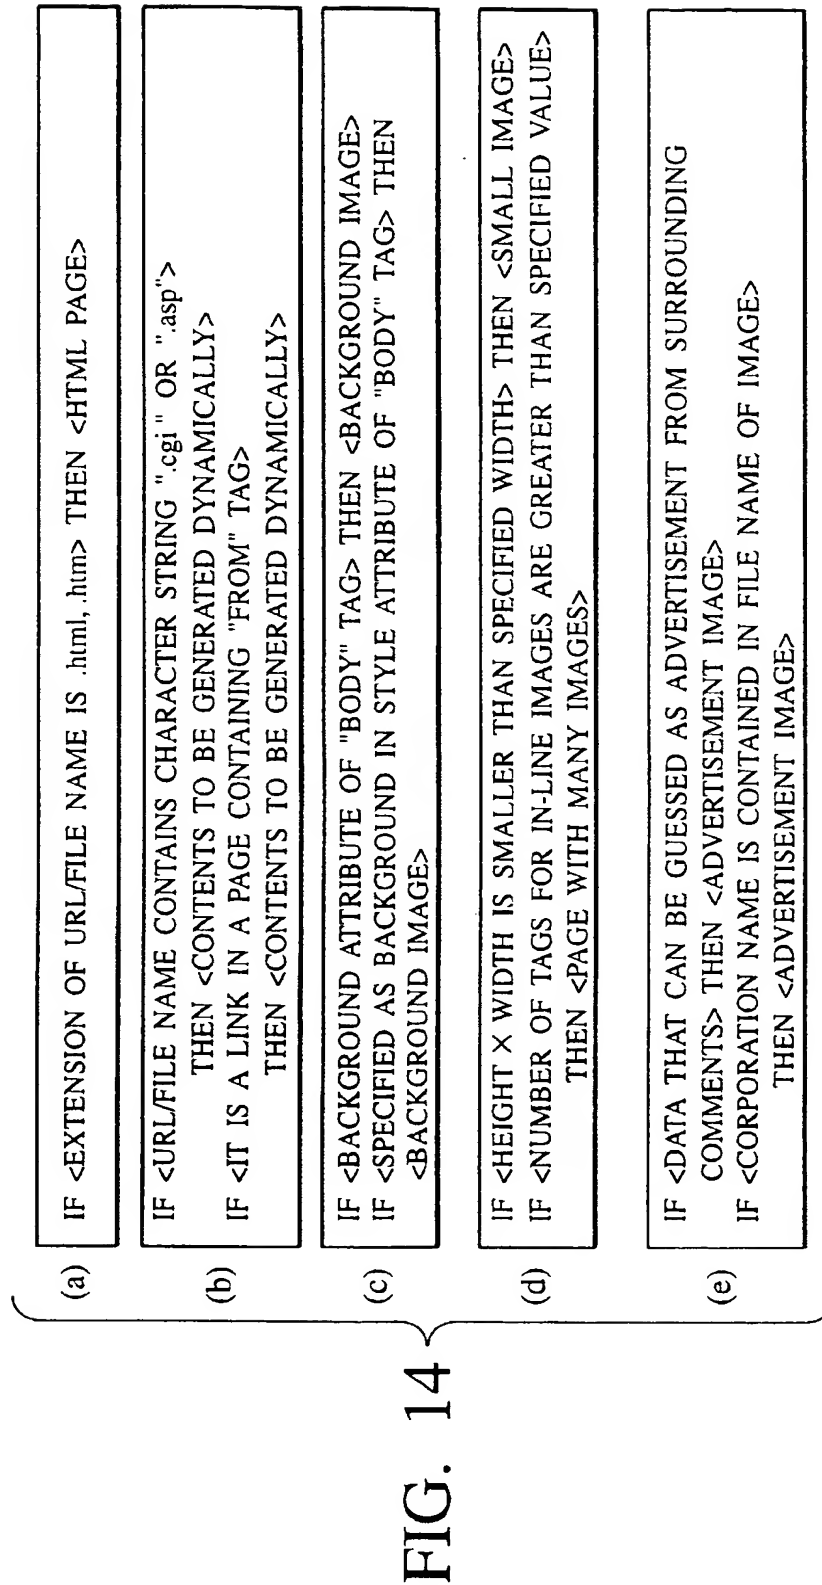 FIG. 14
(a)
IF <EXTENSION OF URL/FILE NAME IS .html, .htm> THEN <HTML PAGE>
(b)
IF <URL/FILE NAME CONTAINS CHARACTER STRING ".cgi" OR ".asp">
THEN <CONTENTS TO BE GENERATED DYNAMICALLY>
IF <IT IS A LINK IN A PAGE CONTAINING "FROM" TAG>
THEN <CONTENTS TO BE GENERATED DYNAMICALLY>
(c)
IF <BACKGROUND ATTRIBUTE OF "BODY" TAG> THEN <BACKGROUND IMAGE>
IF <SPECIFIED AS BACKGROUND IN STYLE ATTRIBUTE OF "BODY" TAG> THEN
<BACKGROUND IMAGE>
(d)
IF <HEIGHT X WIDTH IS SMALLER THAN SPECIFIED WIDTH> THEN <SMALL IMAGE>
IF <NUMBER OF TAGS FOR IN-LINE IMAGES ARE GREATER THAN SPECIFIED VALUE>
THEN <PAGE WITH MANY IMAGES>
(e)
IF <DATA THAT CAN BE GUESSED AS ADVERTISEMENT FROM SURROUNDING
COMMENTS> THEN <ADVERTISEMENT IMAGE>
IF <CORPORATION NAME IS CONTAINED IN FILE NAME OF IMAGE>
THEN <ADVERTISEMENT IMAGE>